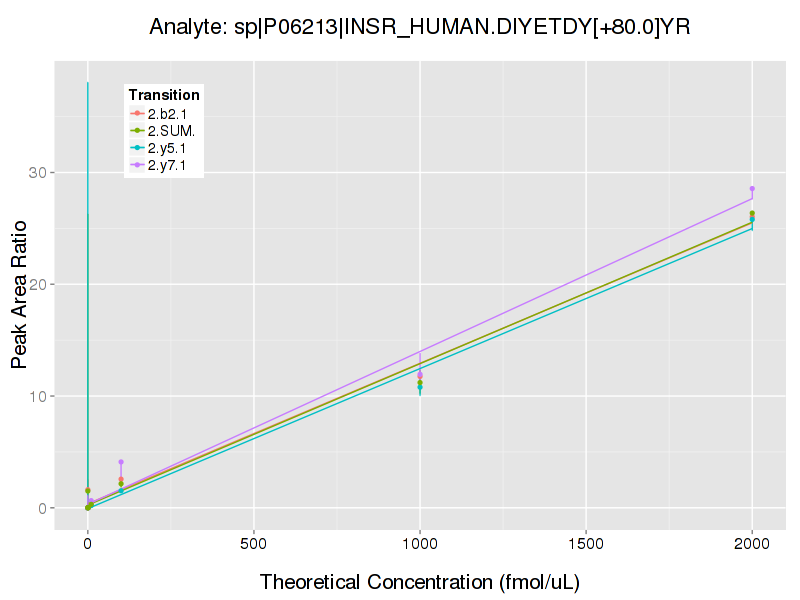 Analyte: sp|P06213|INSR_HUMAN.DIYETDY[+80.0]YR
Transition
2.b2.1
2.SUM.
2.y5.1
2.y7.1
Peak Area Ratio
30
20
10
0
0 500 1000 1500 2000
Theoretical Concentration (fmol/uL)